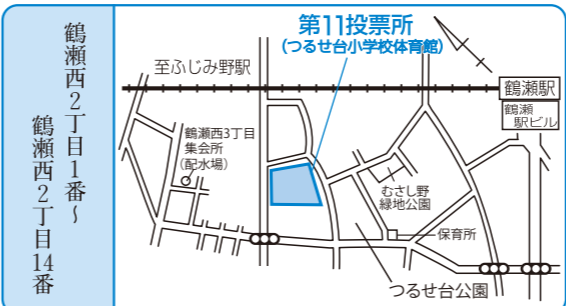 鶴瀬西2丁目1番～
鶴瀬西2丁目14番
第11投票所
(つるせ台小学校体育館)
至ふじみ野駅
鶴瀬駅
鶴瀬
駅ビル
鶴瀬西3丁目
集会所
(配水場)
むさし野
緑地公園
保育所
つるせ台公園